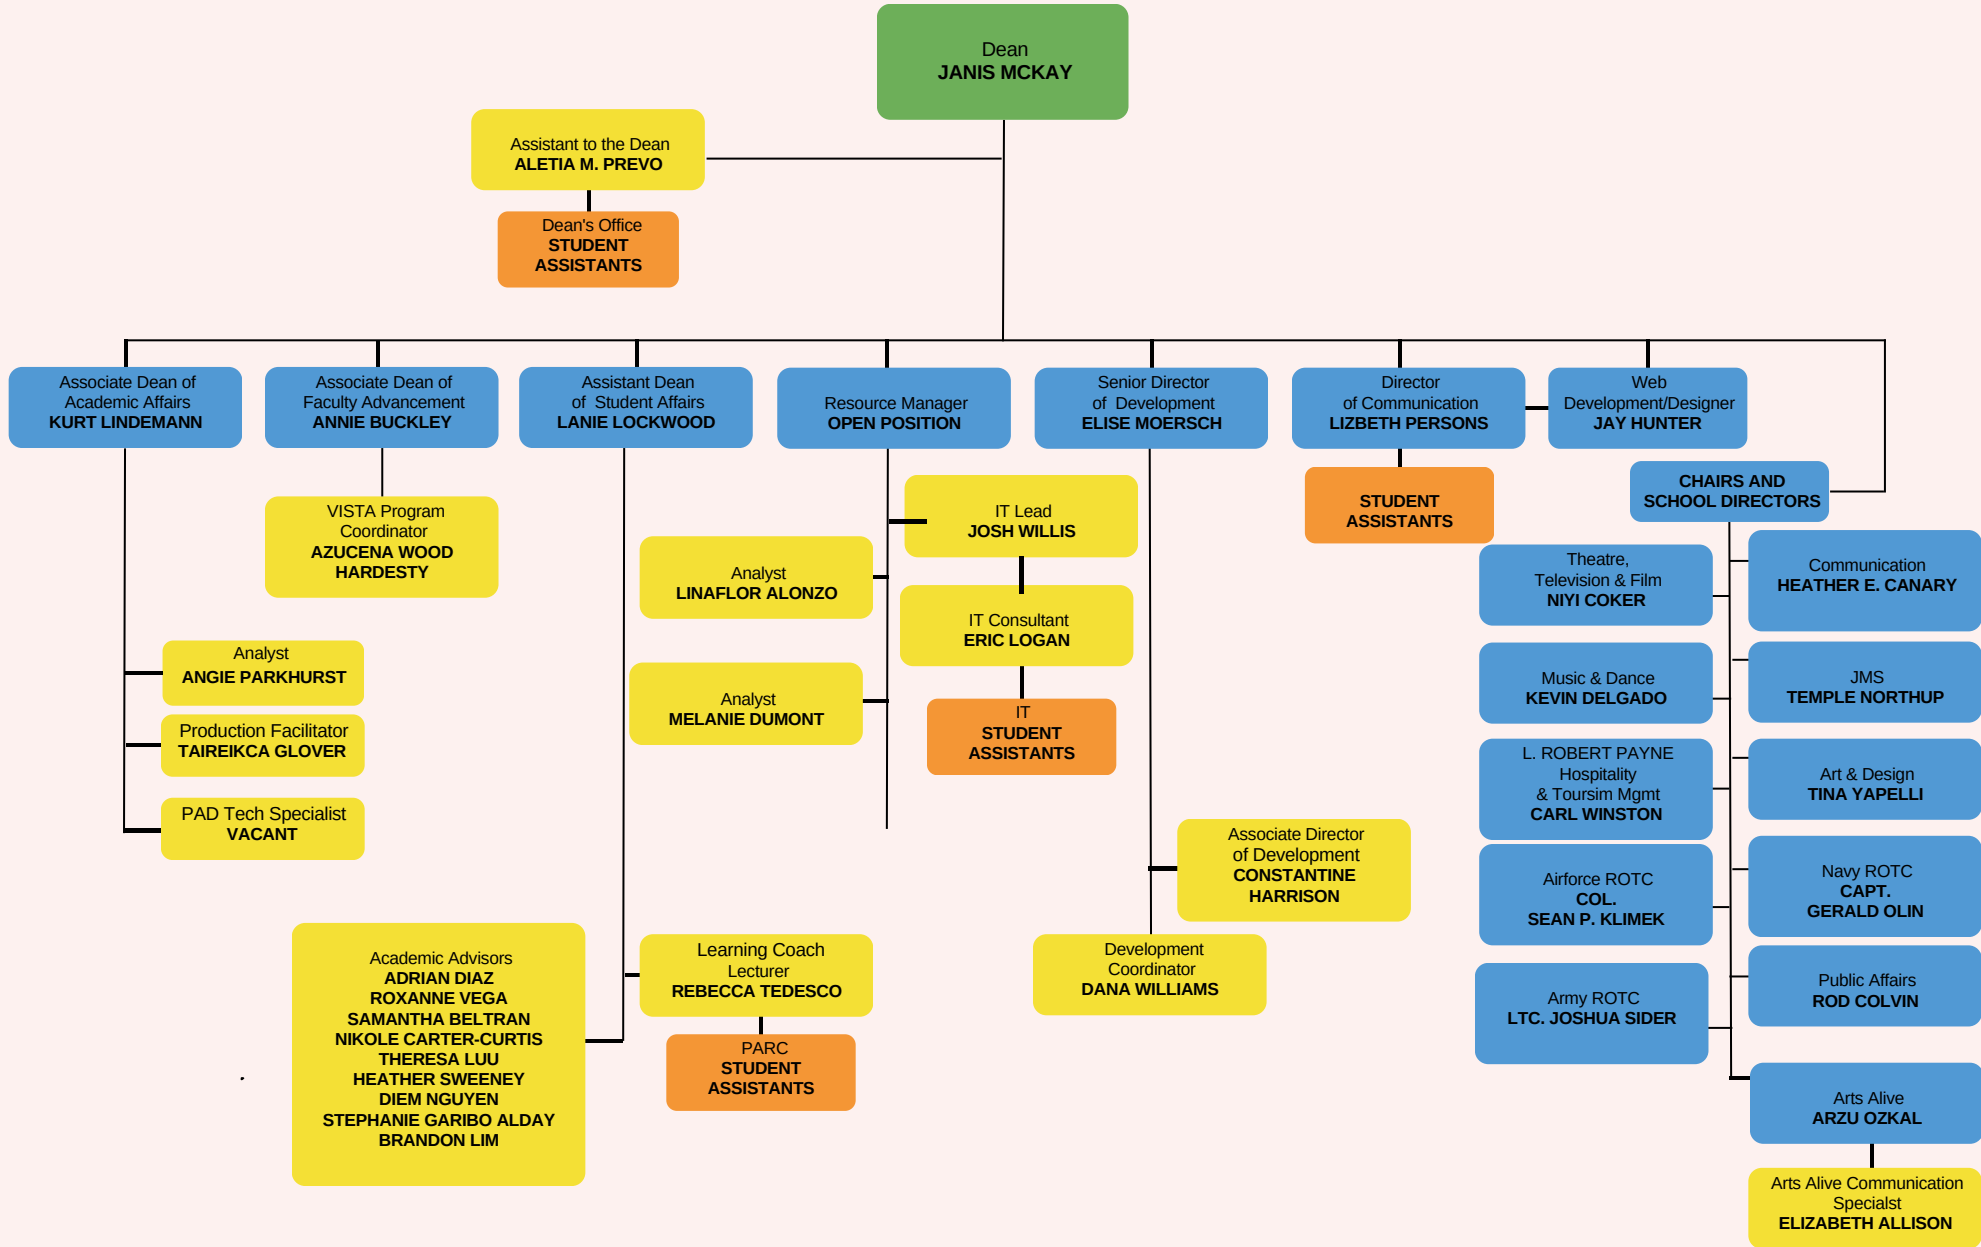 Dean
JANIS MCKAY
Assistant to the Dean
ALETIA M. PREVO
Dean's Office
STUDENT
ASSISTANTS
Associate Dean of
Academic Affairs
KURT LINDEMANN
Associate Dean of
Faculty Advancement
ANNIE BUCKLEY
Assistant Dean
of Student Affairs
LANIE LOCKWOOD
Resource Manager
OPEN POSITION
Senior Director
of Development
ELISE MOERSCH
Director
of Communication
LIZBETH PERSONS
Web
Development/Designer
JAY HUNTER
CHAIRS AND
SCHOOL DIRECTORS
VISTA Program
Coordinator
AZUCENA WOOD
HARDESTY
IT Lead
JOSH WILLIS
STUDENT
ASSISTANTS
Analyst
LINAFLOR ALONZO
IT Consultant
ERIC LOGAN
Theatre,
Television & Film
NIYI COKER
Communication
HEATHER E. CANARY
Analyst
ANGIE PARKHURST
Analyst
MELANIE DUMONT
IT
STUDENT
ASSISTANTS
Music & Dance
KEVIN DELGADO
JMS
TEMPLE NORTHUP
Production Facilitator
TAIREIKCA GLOVER
PAD Tech Specialist
VACANT
L. ROBERT PAYNE
Hospitality
& Toursim Mgmt
CARL WINSTON
Art & Design
TINA YAPELLI
Associate Director
of Development
CONSTANTINE
HARRISON
Airforce ROTC
COL.
SEAN P. KLIMEK
Navy ROTC
CAPT.
GERALD OLIN
Academic Advisors
ADRIAN DIAZ
ROXANNE VEGA
SAMANTHA BELTRAN
NIKOLE CARTER-CURTIS
THERESA LUU
HEATHER SWEENEY
DIEM NGUYEN
STEPHANIE GARIBO ALDAY
BRANDON LIM
Learning Coach
Lecturer
REBECCA TEDESCO
PARC
STUDENT
ASSISTANTS
Development
Coordinator
DANA WILLIAMS
Army ROTC
LTC. JOSHUA SIDER
Public Affairs
ROD COLVIN
Arts Alive
ARZU OZKAL
Arts Alive Communication
Specialst
ELIZABETH ALLISON